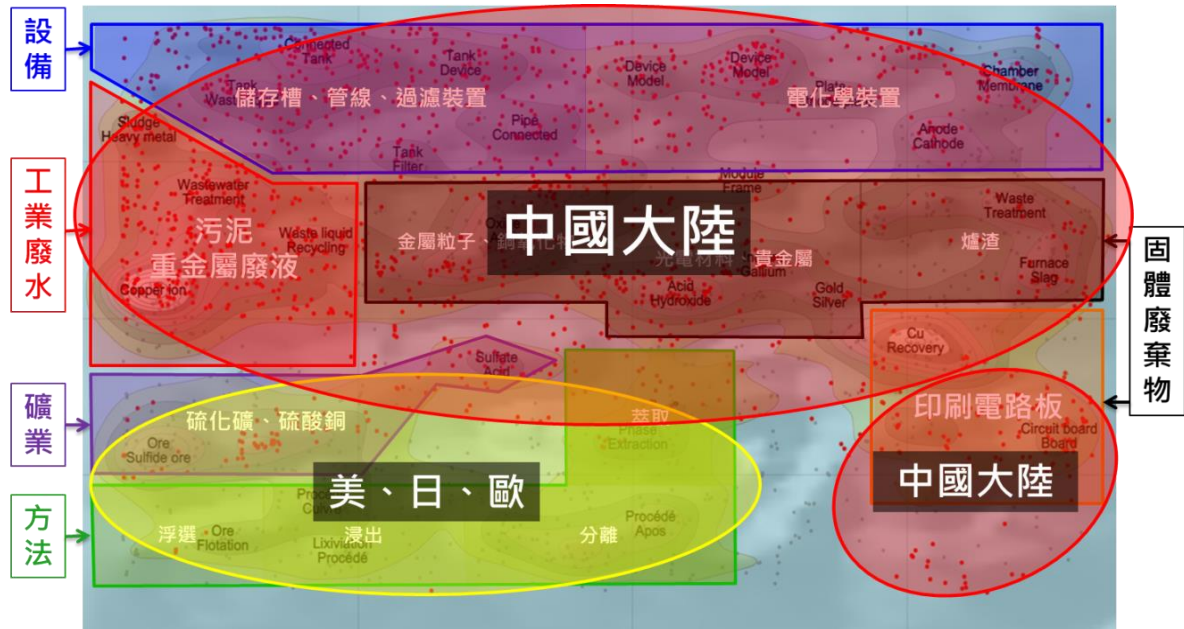 設備
工業廢水
礦業
方法
固體廢棄物
Connected
Tank
Tank
Device
Device
Model
Device
Model
Plate
Chamber
Membrane
Tank
儲存槽、管線、過濾裝置
電化學裝置
Pipe
Connected
Anode
Cathode
Tank
Filter
Sludge
Heavy metal
Wastewater
Treatment
污泥
重金屬廢液
Waste liquid
Recycling
Copper ion
Module
Frame
中國大陸
金屬粒子、
光電材料
貴金屬
爐渣
Waste
Treatment
Gallium
Acid
Hydroxide
Gold
Silver
Furnace
Slag
Cu
Recovery
印刷電路板
Circuit board
Board
中國大陸
Sulfate
Acid
硫化礦、硫酸銅
Ore
Sulfide ore
萃取
Phase
Extraction
美、日、歐
浮選
Ore
Flotation
浸出
Lixiviation
Procédé
分離
Procédé
Apos